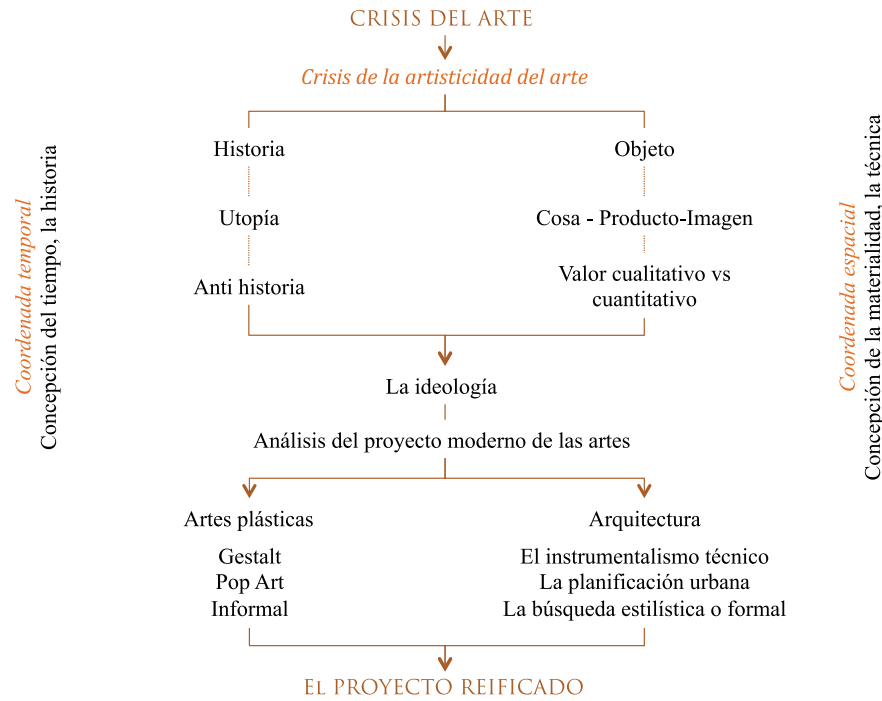 CRISIS DEL ARTE
Crisis de la artisticidad del arte
Historia
Objeto
Utopía
Cosa - Producto-Imagen
Anti historia
Valor cualitativo vs
cuantitativo
Coordenada temporal
Concepción del tiempo, la historia
Coordenada espacial
Concepción de la materialidad, la técnica
La ideología
Análisis del proyecto moderno de las artes
Artes plásticas
Gestalt
Pop Art
Informal
Arquitectura
El instrumentalismo técnico
La planificación urbana
La búsqueda estilística o formal
EL PROYECTO REIFICADO